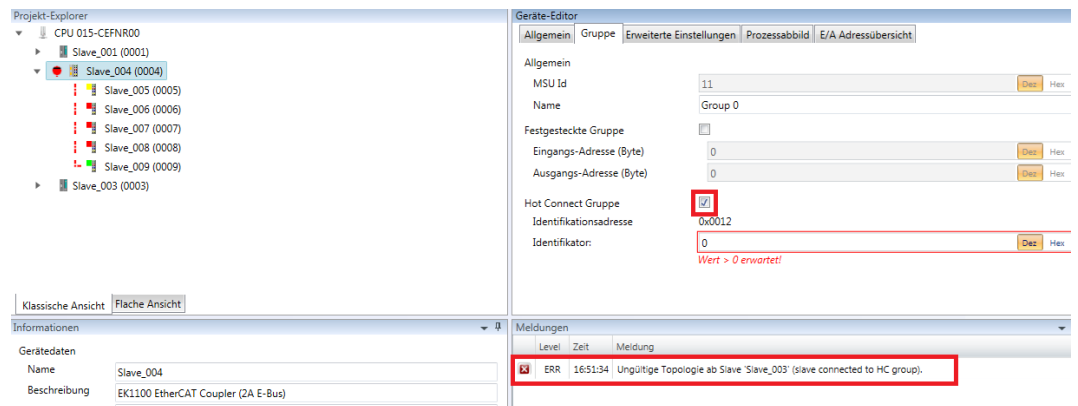 Projekt-Explorer
CPU 015-CEFNR00
Slave_001 (0001)
Slave_004 (0004)
Slave_005 (0005)
Slave_006 (0006)
Slave_007 (0007)
Slave_008 (0008)
Slave_009 (0009)
Slave_003 (0003)
Klassische Ansicht Flache Ansicht
Geräte-Editor
Allgemein Gruppe Erweiterte Einstellungen Prozessabbild E/A Adressübersicht
Allgemein
MSU Id 11 Dez Hex
Name Group 0
Festgesteckte Gruppe
Eingangs-Adresse (Byte) 0 Dez Hex
Ausgangs-Adresse (Byte) 0 Dez Hex
Hot Connect Gruppe
Identifikationsadresse 0x0012
Identifikator: 0 Dez Hex
Wert > 0 erwartet!
Informationen
Gerätedaten
Name Slave_004
Beschreibung EK1100 EtherCAT Coupler (2A E-Bus)
Meldungen
Level Zeit Meldung
ERR 16:51:34 Ungültige Topologie ab Slave 'Slave_003' (slave connected to HC group).